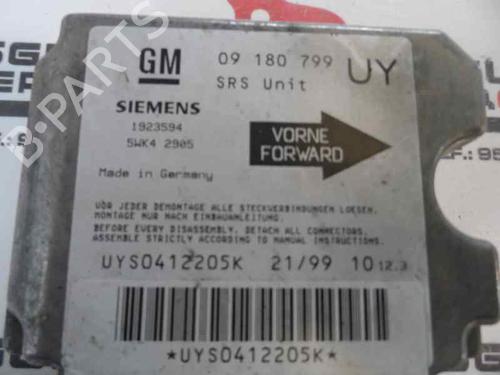 GM 09 180 799 UY
SRS Unit
SIEMENS
1923594
5WK4 2905
VORNE
FORWARD
Made in Germany
VOR JEDER DEMONTAGE ALLE STECKVERBINDUNGEN LOESEN.
MONTAGE NUR NACH EINBAUANLEITUNG.
BEFORE EVERY DISASSEMBLY, DETACH ALL CONNECTORS.
ASSEMBLE STRICTLY ACCORDING TO MANUAL INSTRUCTIONS.
UYS0412205K 21/99 10 12.3
*UYS0412205K*
B-Parts